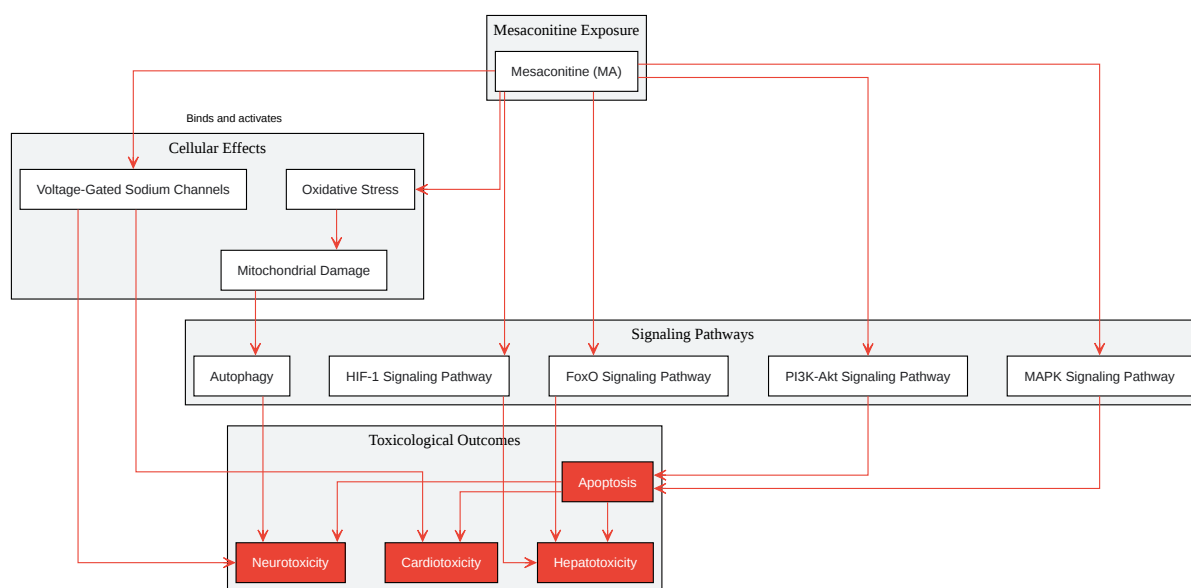 Mesaconitine Exposure
Mesaconitine (MA)
Binds and activates
Cellular Effects
Voltage-Gated Sodium Channels
Oxidative Stress
Mitochondrial Damage
Signaling Pathways
Autophagy
HIF-1 Signaling Pathway
FoxO Signaling Pathway
PI3K-Akt Signaling Pathway
MAPK Signaling Pathway
Toxicological Outcomes
Apoptosis
Neurotoxicity
Cardiotoxicity
Hepatotoxicity